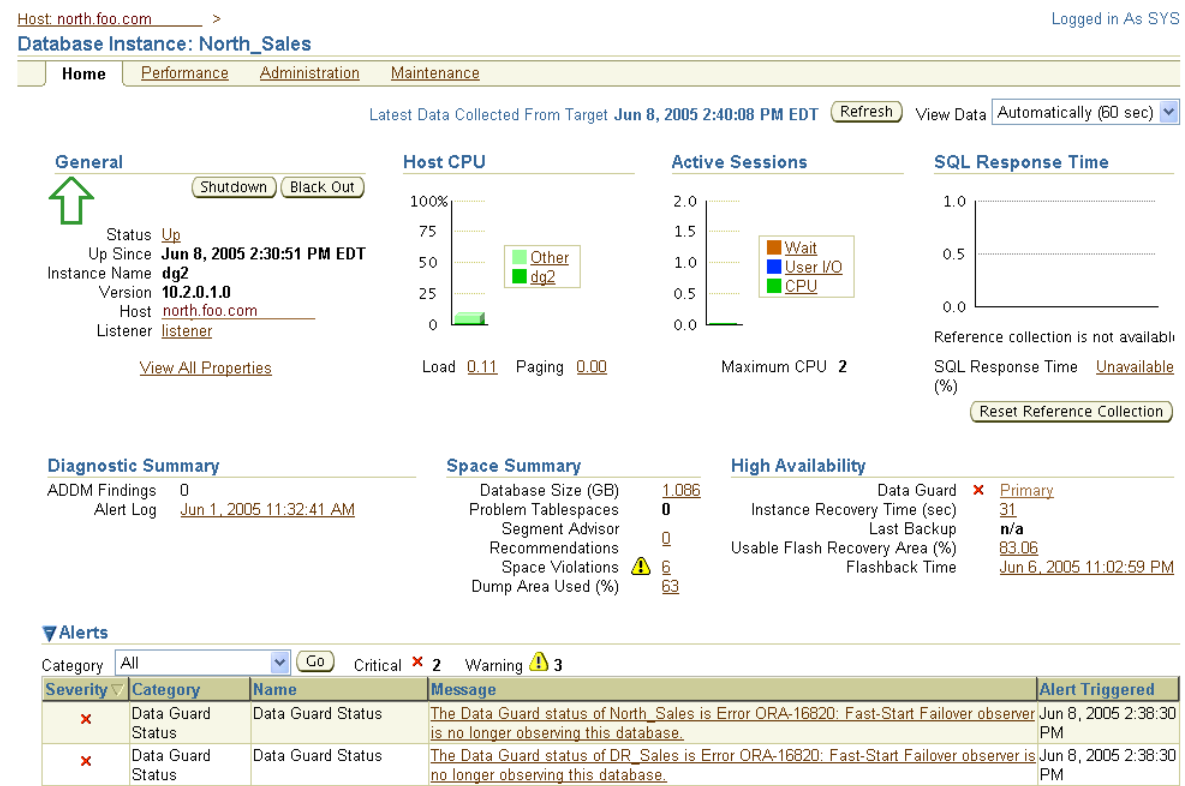 Host: north.foo.com >
Logged in As SYS
Database Instance: North_Sales
Home Performance Administration Maintenance
Latest Data Collected From Target Jun 8, 2005 2:40:08 PM EDT Refresh View Data Automatically (60 sec)
General
Shutdown Black Out
Status Up
Up Since Jun 8, 2005 2:30:51 PM EDT
Instance Name dg2
Version 10.2.0.1.0
Host north.foo.com
Listener listener
View All Properties
Host CPU
100%
75
50
25
0
Other
dg2
Load 0.11 Paging 0.00
Active Sessions
2.0
1.5
1.0
0.5
0.0
Wait
User I/O
CPU
Maximum CPU 2
SQL Response Time
1.0
0.5
0.0
Reference collection is not availabl
SQL Response Time Unavailable
(%)
Reset Reference Collection
Diagnostic Summary
ADDM Findings 0
Alert Log Jun 1, 2005 11:32:41 AM
Space Summary
Database Size (GB) 1.086
Problem Tablespaces 0
Segment Advisor
Recommendations 0
Space Violations 6
Dump Area Used (%) 63
High Availability
Data Guard Primary
Instance Recovery Time (sec) 31
Last Backup n/a
Usable Flash Recovery Area (%) 83.06
Flashback Time Jun 6, 2005 11:02:59 PM
Alerts
Category All Go Critical 2 Warning 3
Severity Category Name Message Alert Triggered
Data Guard Status
Data Guard Status
The Data Guard status of North_Sales is Error ORA-16820: Fast-Start Failover observer
is no longer observing this database.
Jun 8, 2005 2:38:30
PM
Data Guard Status
Data Guard Status
The Data Guard status of DR_Sales is Error ORA-16820: Fast-Start Failover observer is
no longer observing this database.
Jun 8, 2005 2:38:30
PM